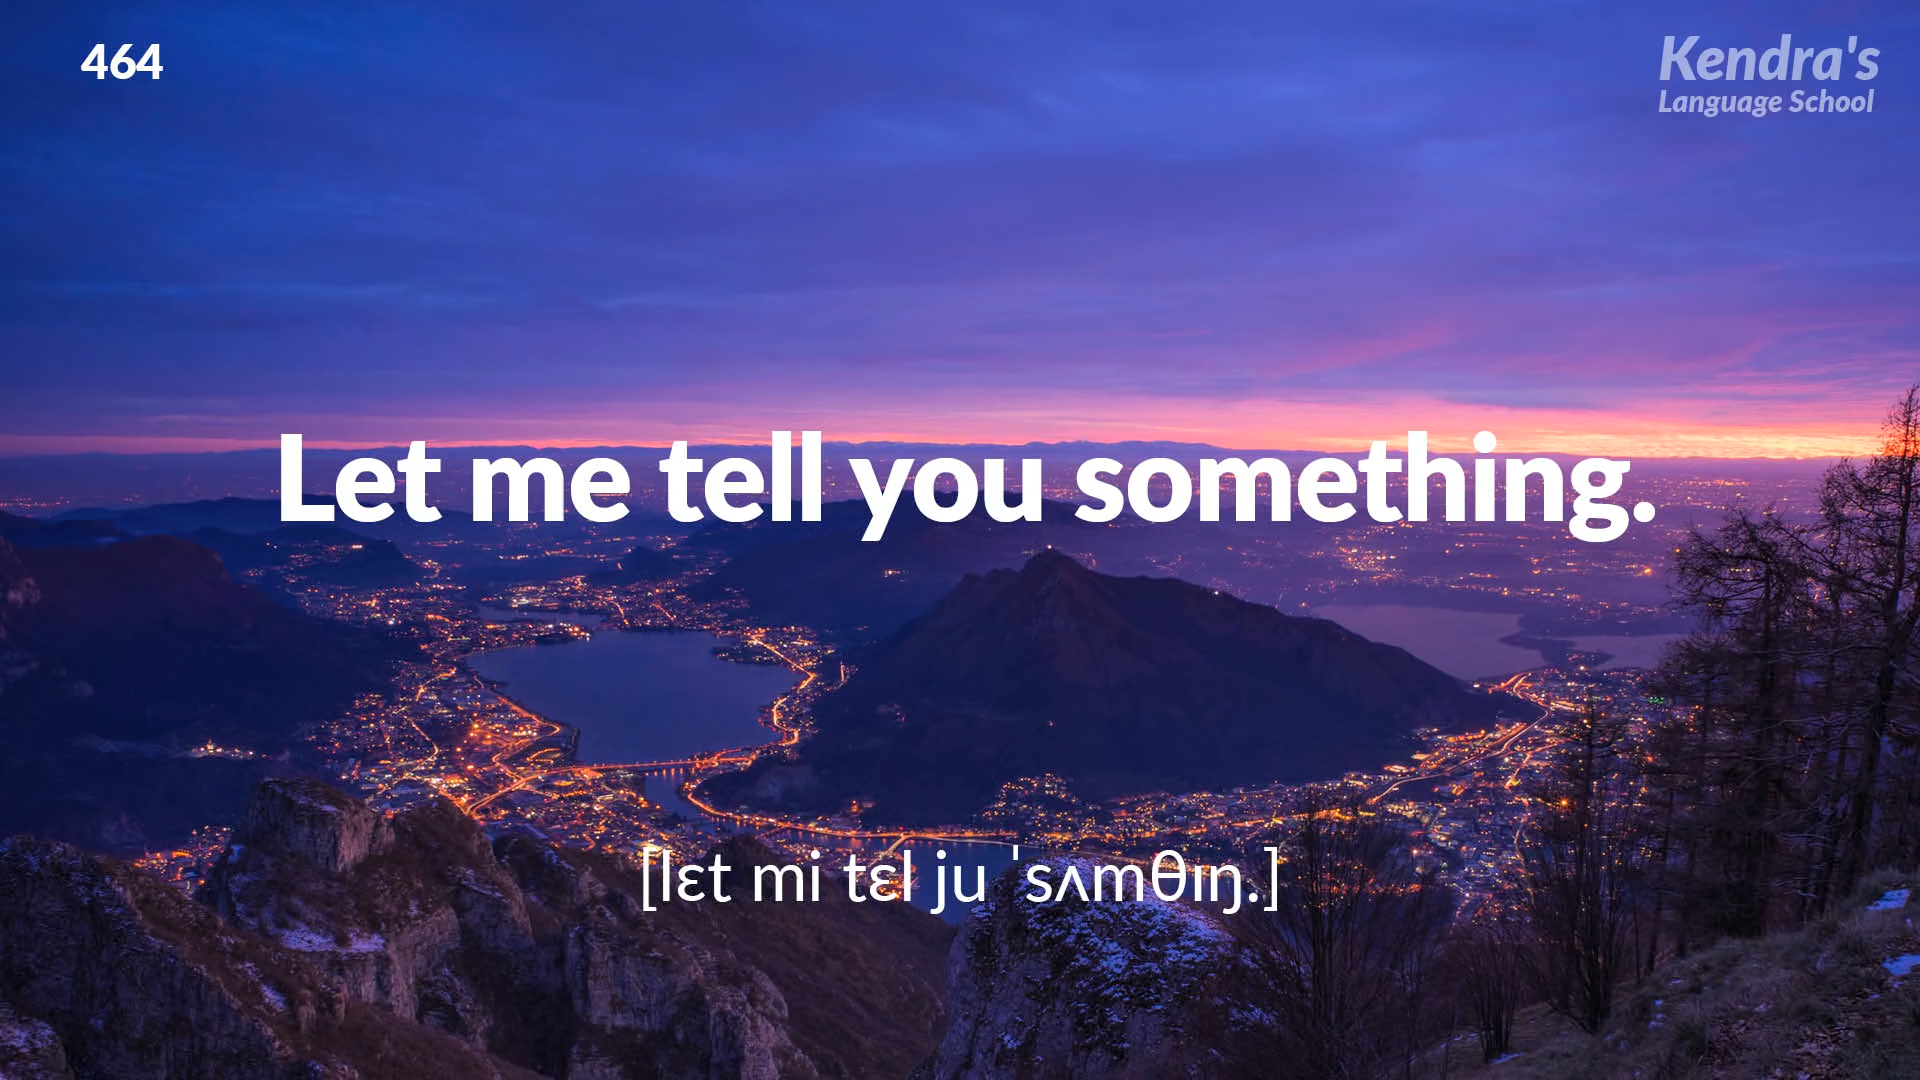 464
Kendra's
Language School
Let me tell you something.
[lɛt mi tɛl ju ˈsʌmθɪŋ.]